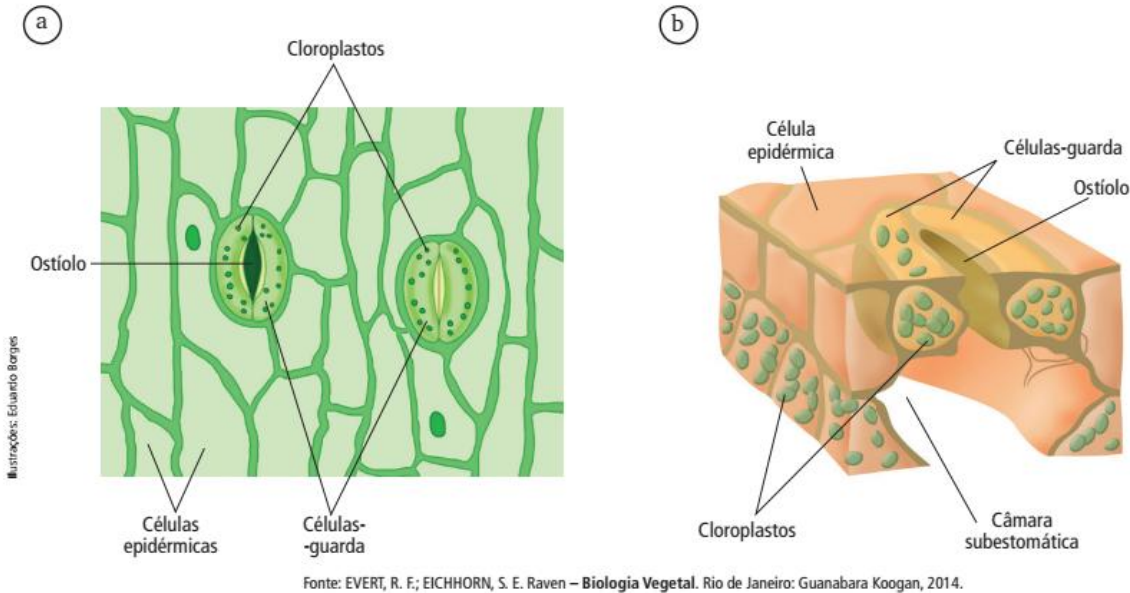 a
Cloroplastos
Ostíolo
Células
epidérmicas
Células-
-guarda
Ilustrações: Eduardo Borges
b
Célula
epidérmica
Células-guarda
Ostíolo
Cloroplastos
Câmara
subestomática
Fonte: EVERT, R. F.; EICHHORN, S. E. Raven – Biologia Vegetal. Rio de Janeiro: Guanabara Koogan, 2014.